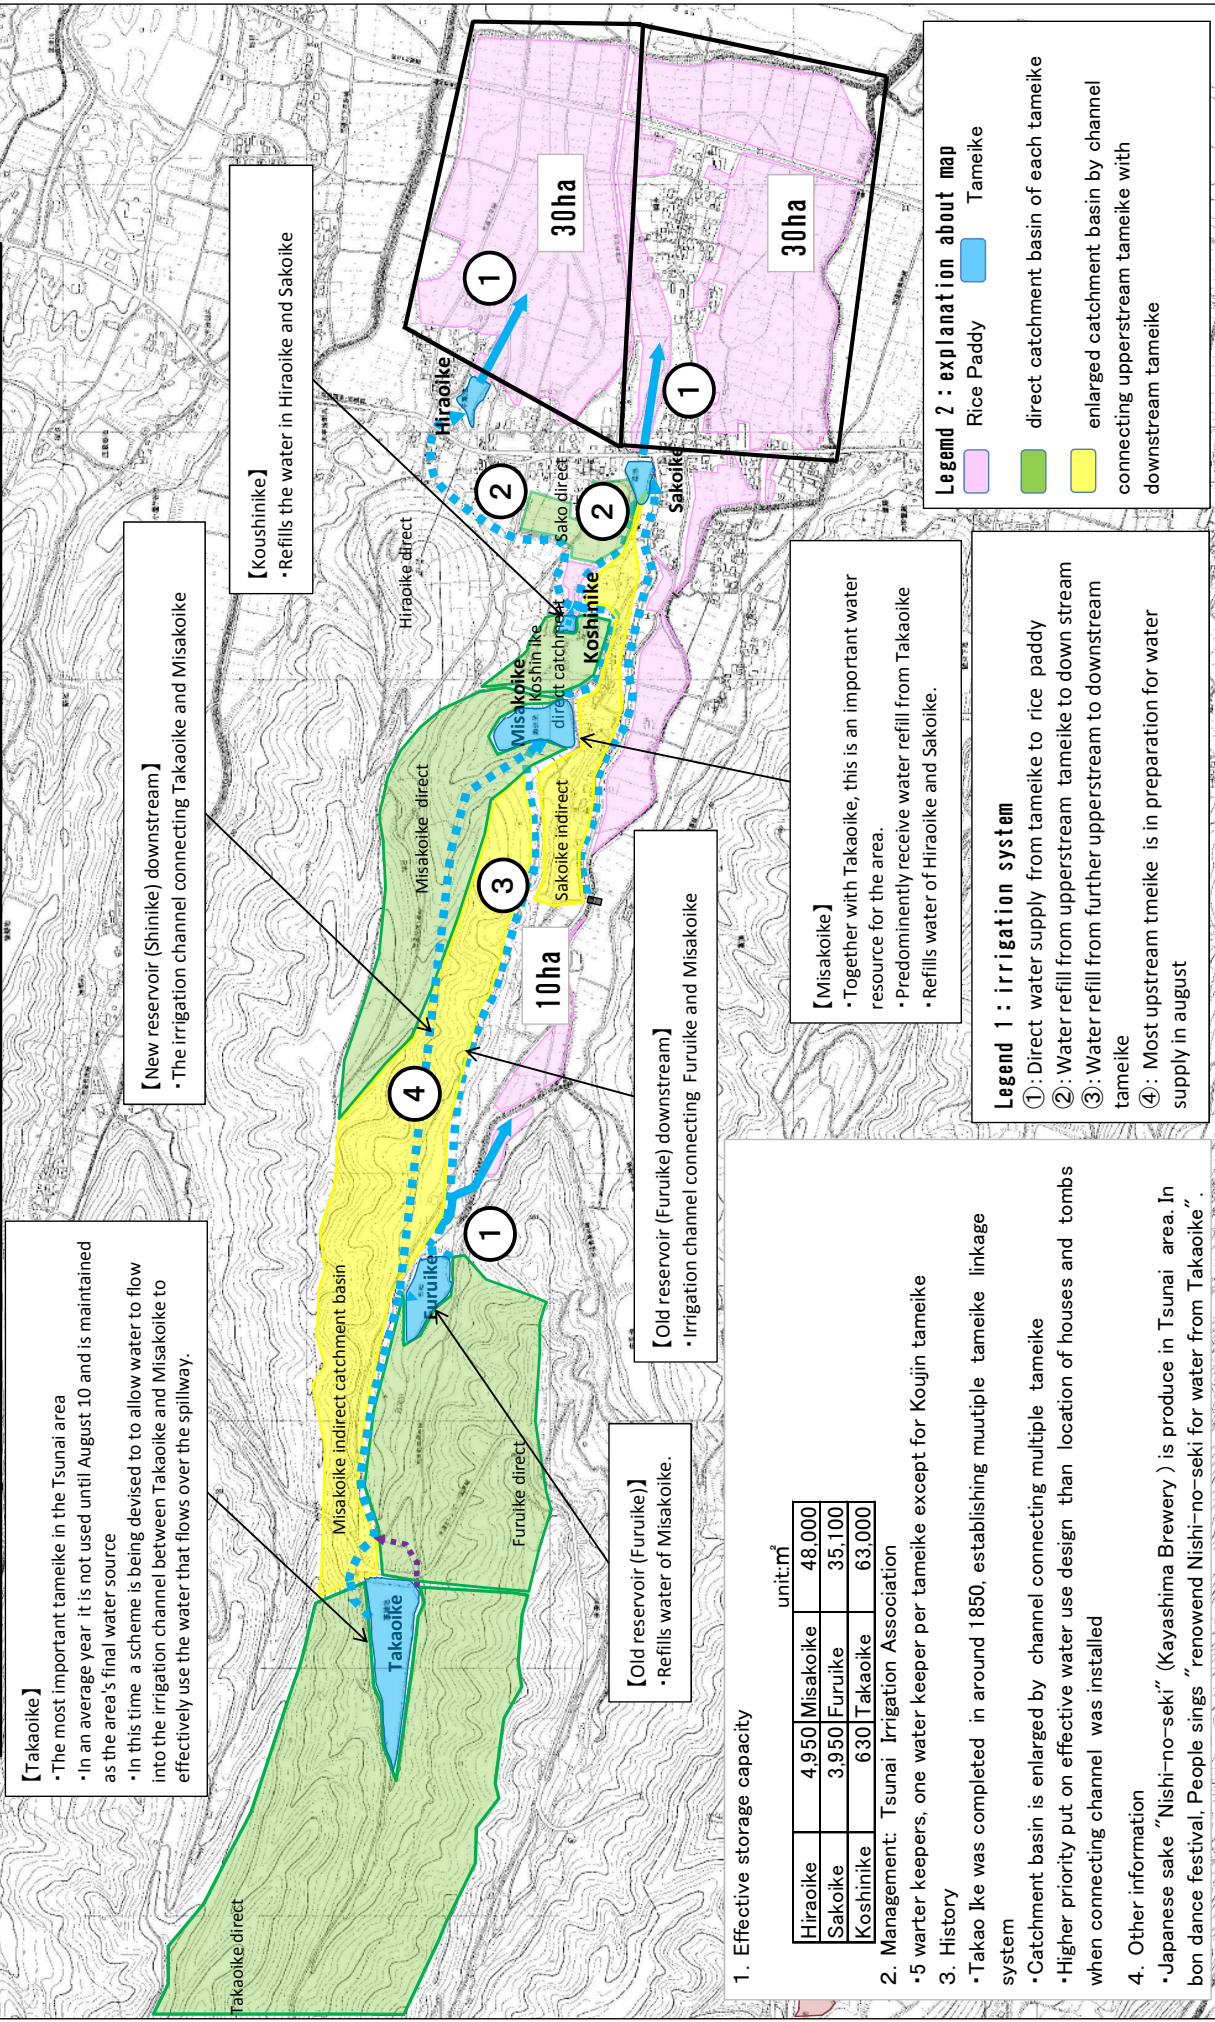 【Takaoike】
・The most important tameike in the Tsunai area
・In an average year it is not used until August 10 and is maintained
as the area's final water source
・In this time a scheme is being devised to to allow water to flow
into the irrigation channel between Takaoike and Misakoike to
effectively use the water that flows over the spillway.
【New reservoir (Shinike) downstream】
・The irrigation channel connecting Takaoike and Misakoike
【Koushinike】
・Refills the water in Hiraoike and Sakoike
Takaoike direct
Takaoike
Misakoike indirect catchment basin
Furuike direct
Furuike
①
④
③
10ha
Misakoike direct
Sakoike indirect
Misakoike
Koshin Ike
direct catchment
Koshinike
Hiraoike direct
Sako direct
②
②
Hiraoike
Sakoike
①
①
30ha
30ha
【Old reservoir (Furuike)】
・Refills water of Misakoike.
【Old reservoir (Furuike) downstream】
・Irrigation channel connecting Furuike and Misakoike
【Misakoike】
・Together with Takaoike, this is an important water
resource for the area.
・Predominently receive water refill from Takaoike
・Refills water of Hiraoike and Sakoike.
1. Effective storage capacity
unit:㎡
Hiraoike 4,950 Misakoike 48,000
Sakoike 3,950 Furuike 35,100
Koshinike 630 Takaoike 63,000
2. Management: Tsunai Irrigation Association
・5 warter keepers, one water keeper per tameike except for Koujin tameike
3. History
・Takao Ike was completed in around 1850, establishing mutiple tameike linkage
system
・Catchment basin is enlarged by channel connecting multiple tameike
・Higher priority put on effective water use design than location of houses and tombs
when connecting channel was installed
4. Other information
・Japanese sake "Nishi-no-seki" (Kayashima Brewery) is produce in Tsunai area. In
bon dance festival, People sings "renowend Nishi-no-seki for water from Takaoike".
Legend 1：irrigation system
①: Direct water supply from tameike to rice paddy
②: Water refill from upperstream tameike to down stream
③: Water refill from further upperstream to downstream
tameike
④: Most upstream tmeike is in preparation for water
supply in august
Legemd 2：explanation about map
Rice Paddy Tameike
direct catchment basin of each tameike
enlarged catchment basin by channel
connecting upperstream tameike with
downstream tameike